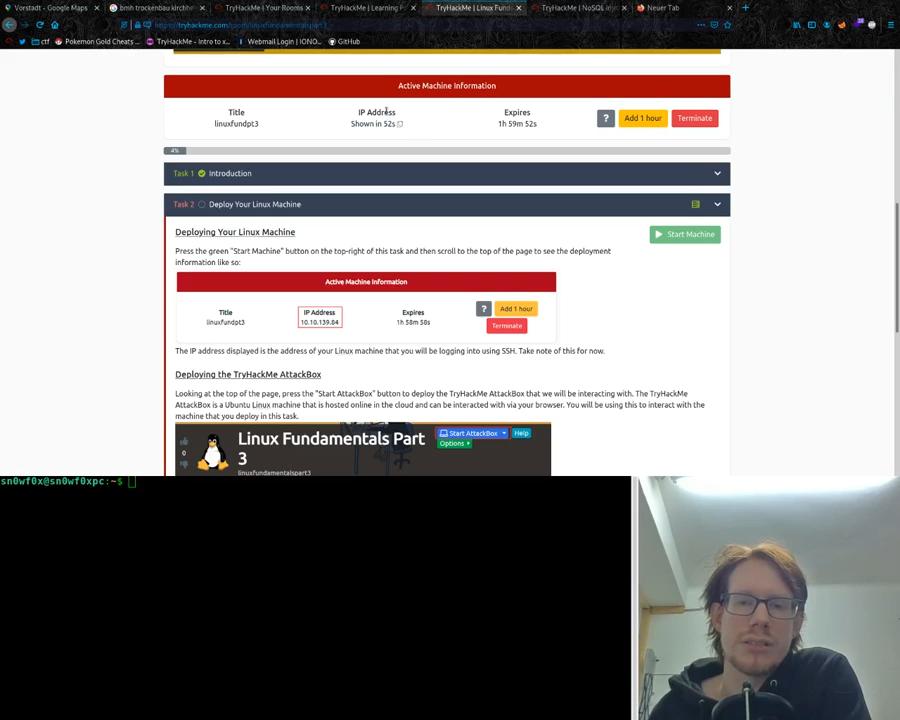 Vorstadt - Google Maps
bmh trockenbau kirchhe
TryHackMe | Your Rooms
TryHackMe | Learning P
TryHackMe | Linux Fund
TryHackMe | NoSQL inj
Neuer Tab
ctf
Pokemon Gold Cheats ...
TryHackMe - Intro to x...
Webmail Login | IONO...
GitHub
Active Machine Information
Title
IP Address
Expires
linuxfundpt3
Shown in 52s
1h 59m 52s
?
Add 1 hour
Terminate
4%
Task 1
Introduction
Task 2
Deploy Your Linux Machine
Deploying Your Linux Machine
Start Machine
Press the green "Start Machine" button on the top-right of this task and then scroll to the top of the page to see the deployment
information like so:
Active Machine Information
Title
IP Address
Expires
linuxfundpt3
10.10.139.84
1h 58m 58s
?
Add 1 hour
Terminate
The IP address displayed is the address of your Linux machine that you will be logging into using SSH. Take note of this for now.
Deploying the TryHackMe AttackBox
Looking at the top of the page, press the "Start AttackBox" button to deploy the TryHackMe AttackBox that we will be interacting with. The TryHackMe
AttackBox is a Ubuntu Linux machine that is hosted online in the cloud and can be interacted with via your browser. You will be using this to interact with the
machine that you deploy in this task.
0
Linux Fundamentals Part
3
linuxfundamentalspart3
Start AttackBox
Help
Options
sn0wf0x@sn0wf0xpc:~$